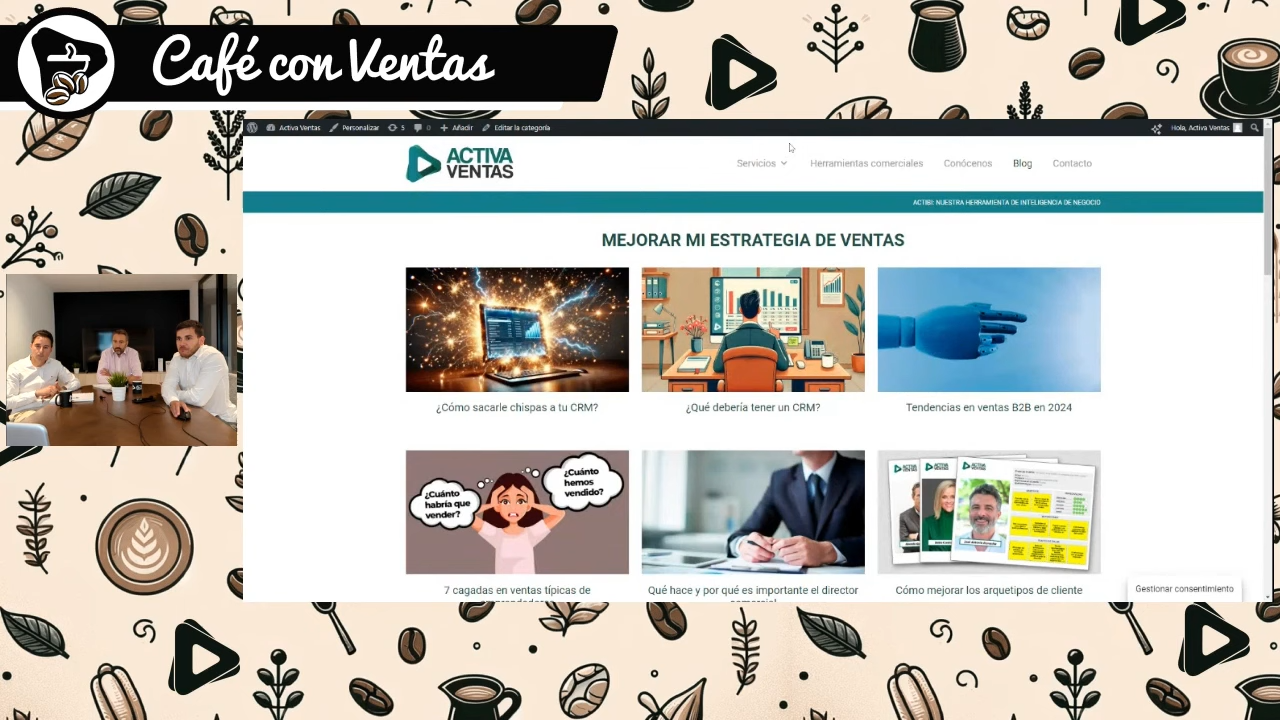 Café con Ventas
Activa Ventas
Personalizar
5
0
Añadir
Editar la categoría
Hola, Activa Ventas
ACTIVA
VENTAS
Servicios
Herramientas comerciales
Conócenos
Blog
Contacto
ACTIBI: NUESTRA HERRAMIENTA DE INTELIGENCIA DE NEGOCIO
MEJORAR MI ESTRATEGIA DE VENTAS
¿Cómo sacarle chispas a tu CRM?
¿Qué debería tener un CRM?
Tendencias en ventas B2B en 2024
¿Cuánto
habría que
vender?
¿Cuánto
hemos
vendido?
ACTIVA
VENTAS
7 cagadas en ventas típicas de
Qué hace y por qué es importante el director
Cómo mejorar los arquetipos de cliente
Gestionar consentimiento